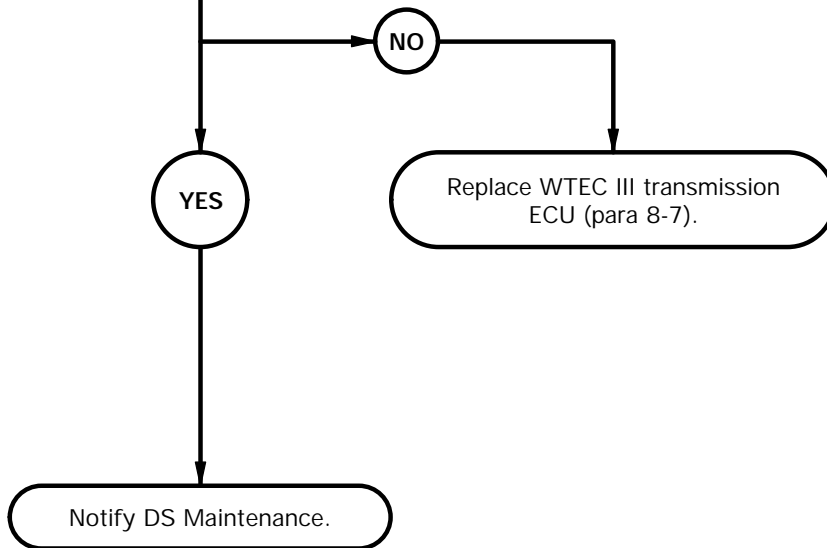 NO
YES
Replace WTEC III transmission
ECU (para 8-7).
Notify DS Maintenance.